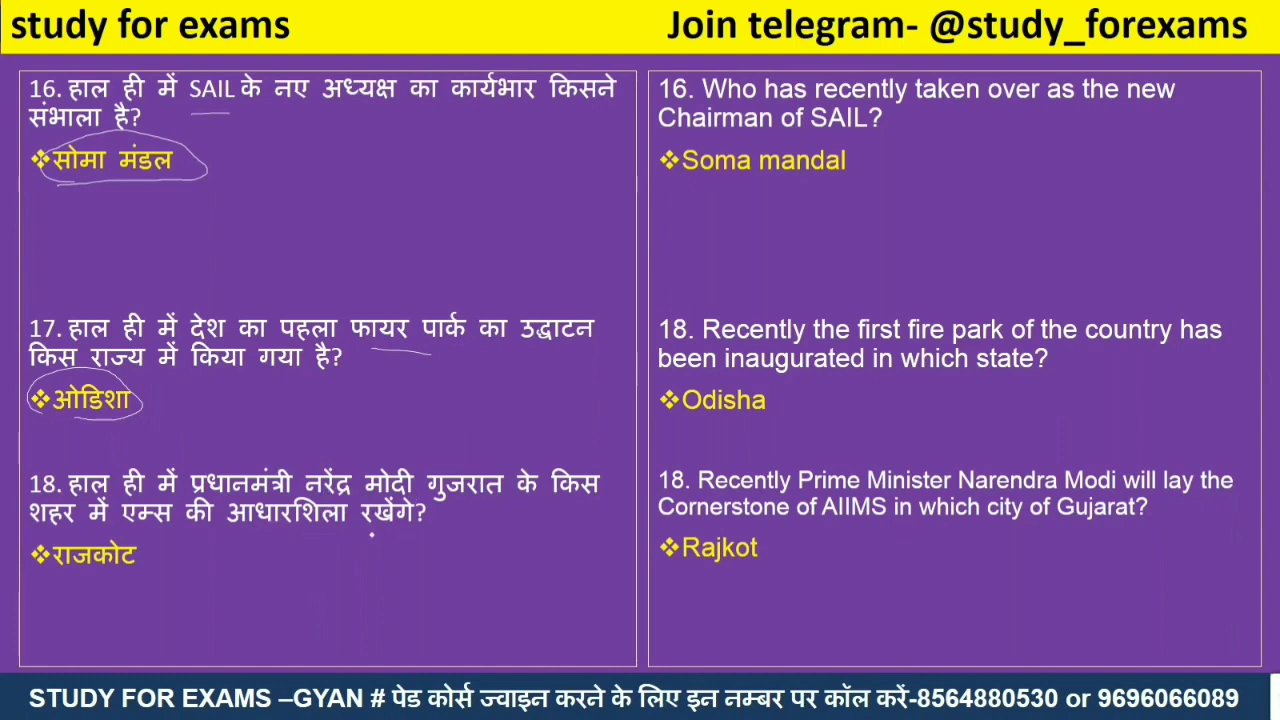 study for exams
Join telegram- @study_forexams
16. हाल ही में SAIL के नए अध्यक्ष का कार्यभार किसने
संभाला है?
❖सोमा मंडल
17. हाल ही में देश का पहला फायर पार्क का उद्घाटन
किस राज्य में किया गया है?
❖ओडिशा
18. हाल ही में प्रधानमंत्री नरेंद्र मोदी गुजरात के किस
शहर में एम्स की आधारशिला रखेंगे?
❖राजकोट
16. Who has recently taken over as the new
Chairman of SAIL?
❖Soma mandal
18. Recently the first fire park of the country has
been inaugurated in which state?
❖Odisha
18. Recently Prime Minister Narendra Modi will lay the
Cornerstone of AIIMS in which city of Gujarat?
❖Rajkot
STUDY FOR EXAMS –GYAN # पेड कोर्स ज्वाइन करने के लिए इन नम्बर पर कॉल करें-8564880530 or 9696066089